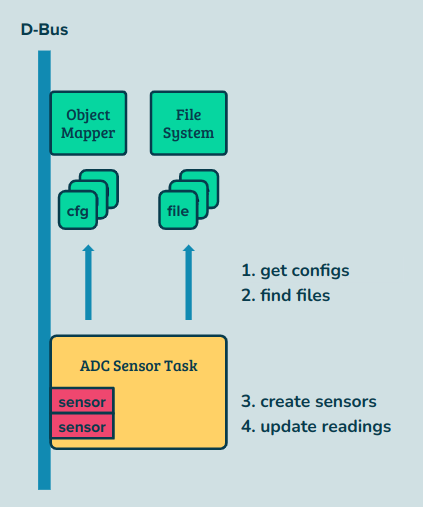 D-Bus
Object
Mapper
File
System
cfg
file
1. get configs
2. find files
ADC Sensor Task
sensor
sensor
3. create sensors
4. update readings